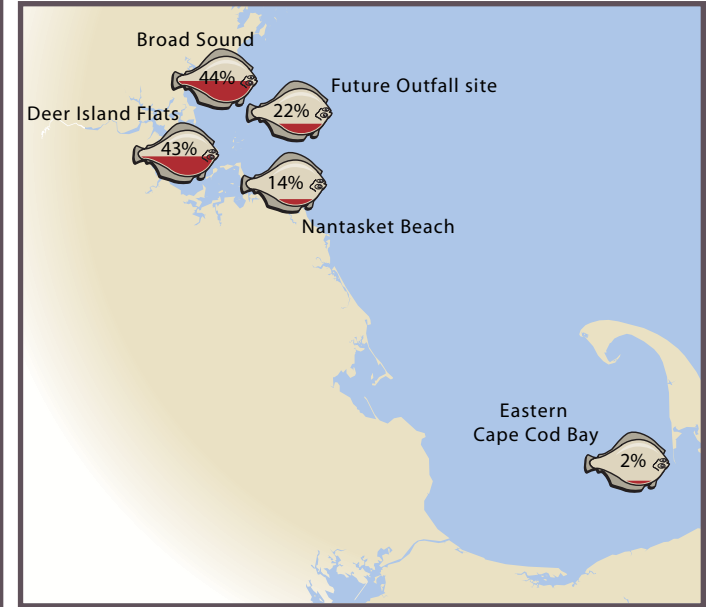 Broad Sound
44%
Future Outfall site
22%
Deer Island Flats
43%
14%
Nantasket Beach
Eastern
Cape Cod Bay
2%